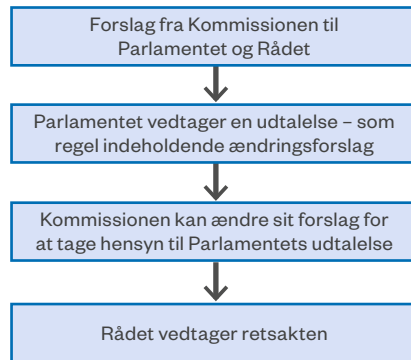 Forslag fra Kommissionen til
Parlamentet og Rådet
Parlamentet vedtager en udtalelse – som
regel indeholdende ændringsforslag
Kommissionen kan ændre sit forslag for
at tage hensyn til Parlamentets udtalelse
Rådet vedtager retsakten